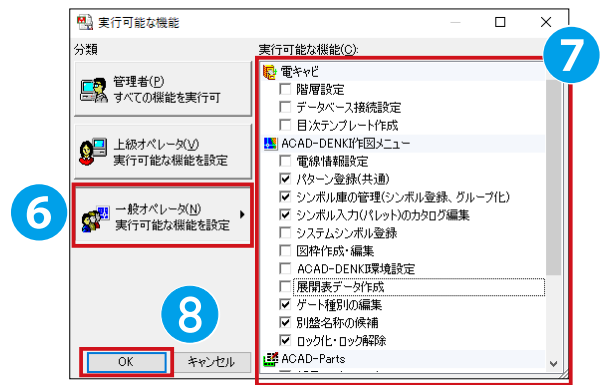 実行可能な機能
分類
実行可能な機能(C):
7
管理者(P)
すべての機能を実行可
上級オペレータ(V)
実行可能な機能を設定
6
一般オペレータ(N)
実行可能な機能を設定
8
OK
キャンセル
電キャビ
階層設定
データベース接続設定
目次テンプレート作成
ACAD-DENKI作図メニュー
電線情報設定
パターン登録(共通)
シンボル庫の管理(シンボル登録、グループ化)
シンボル入力(パレット)のカタログ編集
システムシンボル登録
図枠作成・編集
ACAD-DENKI環境設定
展開表データ作成
ゲート種別の編集
別盤名称の候補
ロック化・ロック解除
ACAD-Parts